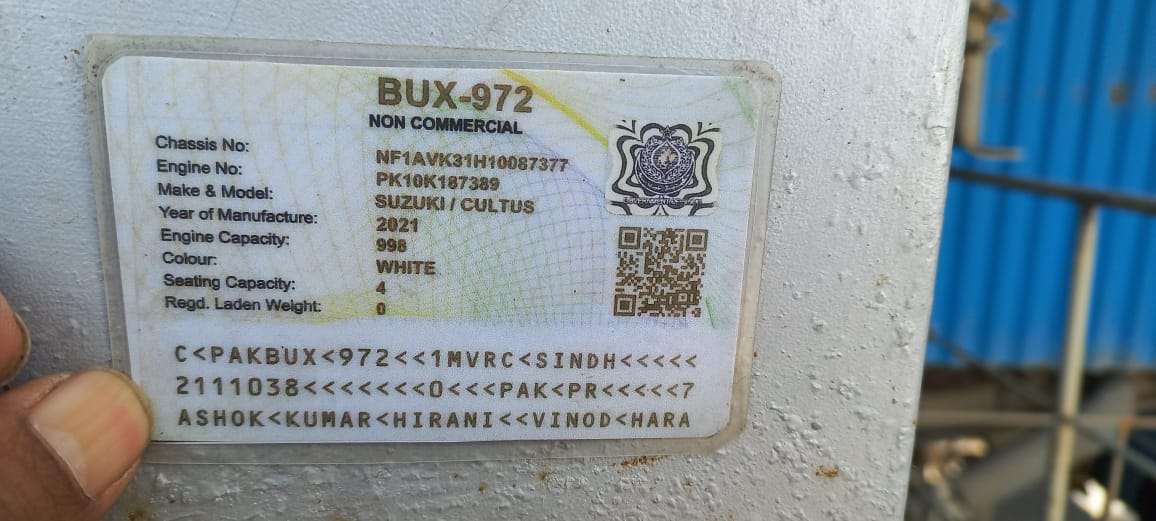 BUX-972
NON COMMERCIAL
Chassis No: NF1AVK31H10087377
Engine No: PK10K187389
Make & Model: SUZUKI / CULTUS
Year of Manufacture: 2021
Engine Capacity: 998
Colour: WHITE
Seating Capacity: 4
Regd. Laden Weight: 0
C<PAKBUX<972<<1MVRC<SINDH<<<<<
2111038<<<<<<<0<<<PAK<PR<<<<<7
ASHOK<KUMAR<HIRANI<<VINOD<HARA